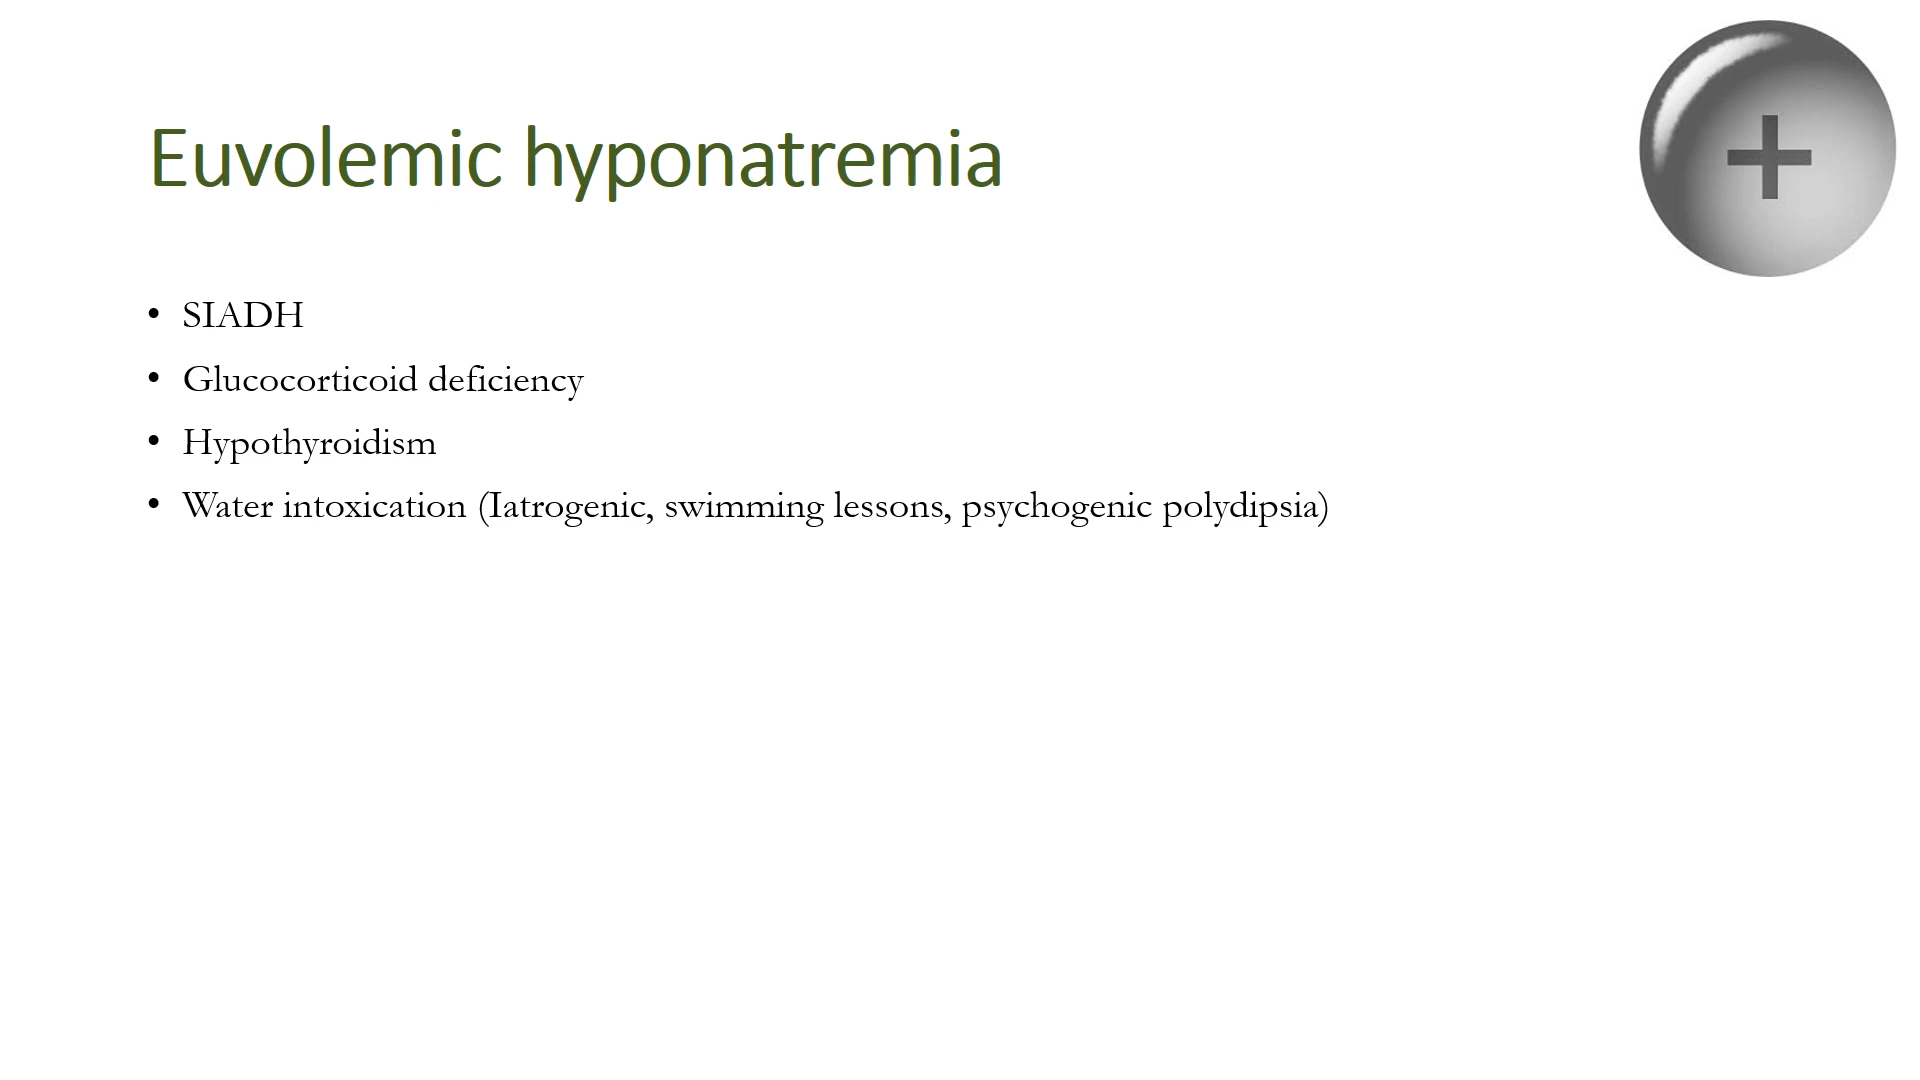 Euvolemic hyponatremia
+
• SIADH
• Glucocorticoid deficiency
• Hypothyroidism
• Water intoxication (Iatrogenic, swimming lessons, psychogenic polydipsia)